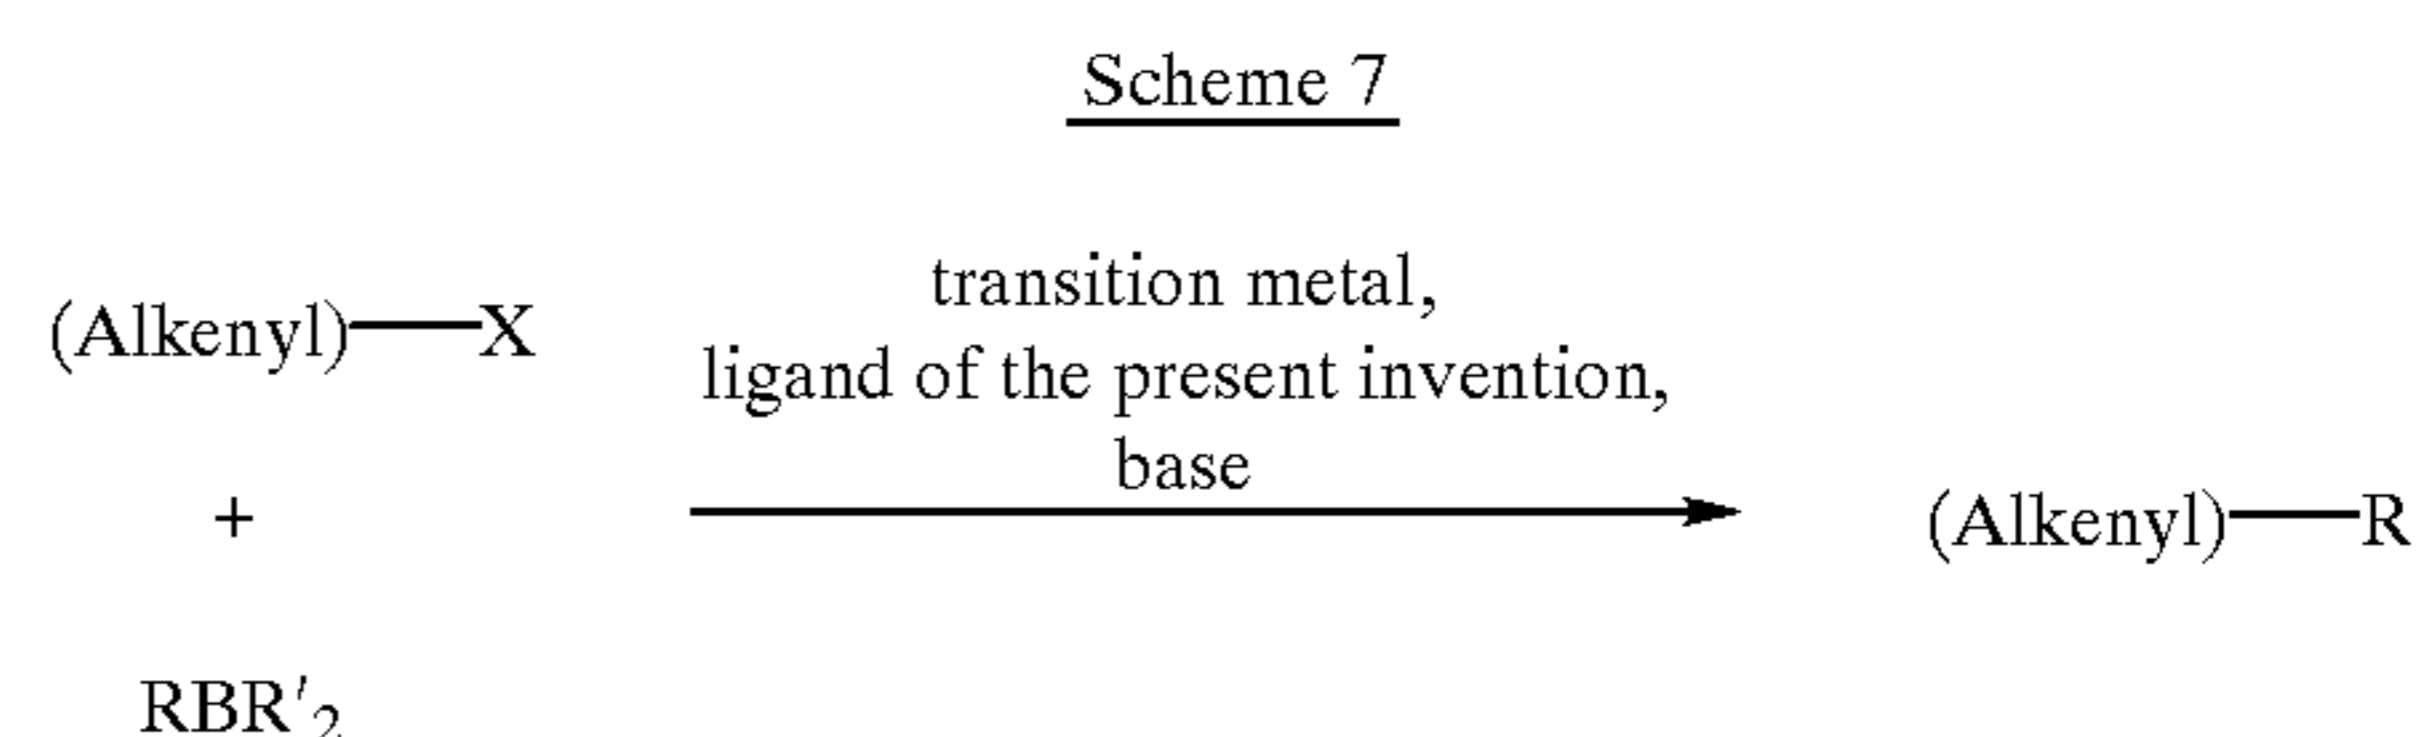 Scheme 7
(Alkenyl)—X
+
RBR′₂
transition metal,
ligand of the present invention,
base
(Alkenyl)—R